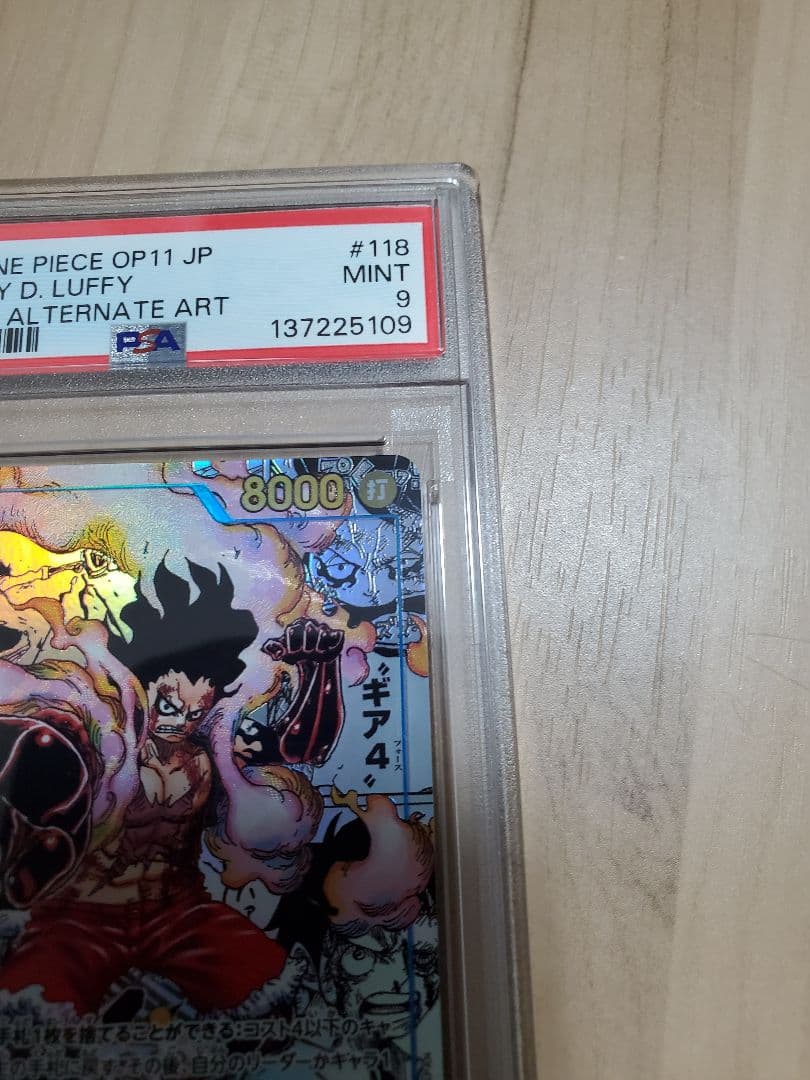 NE PIECE OP11 JP #118
Y D. LUFFY MINT
ALTERNATE ART 9
PSA 137225109
8000 打
"ギア4"
フォース
手札1枚を捨てることができる:コスト4以下のキャ
の手札に戻す。その後、自分のリーダーかキャラ1